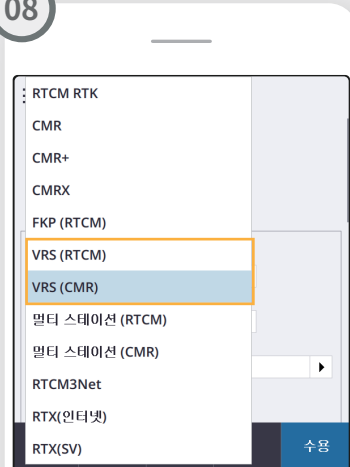 08
RTCM RTK
CMR
CMR+
CMRX
FKP (RTCM)
VRS (RTCM)
VRS (CMR)
멀티 스테이션 (RTCM)
멀티 스테이션 (CMR)
RTCM3Net
RTX(인터넷)
RTX(SV)
수용